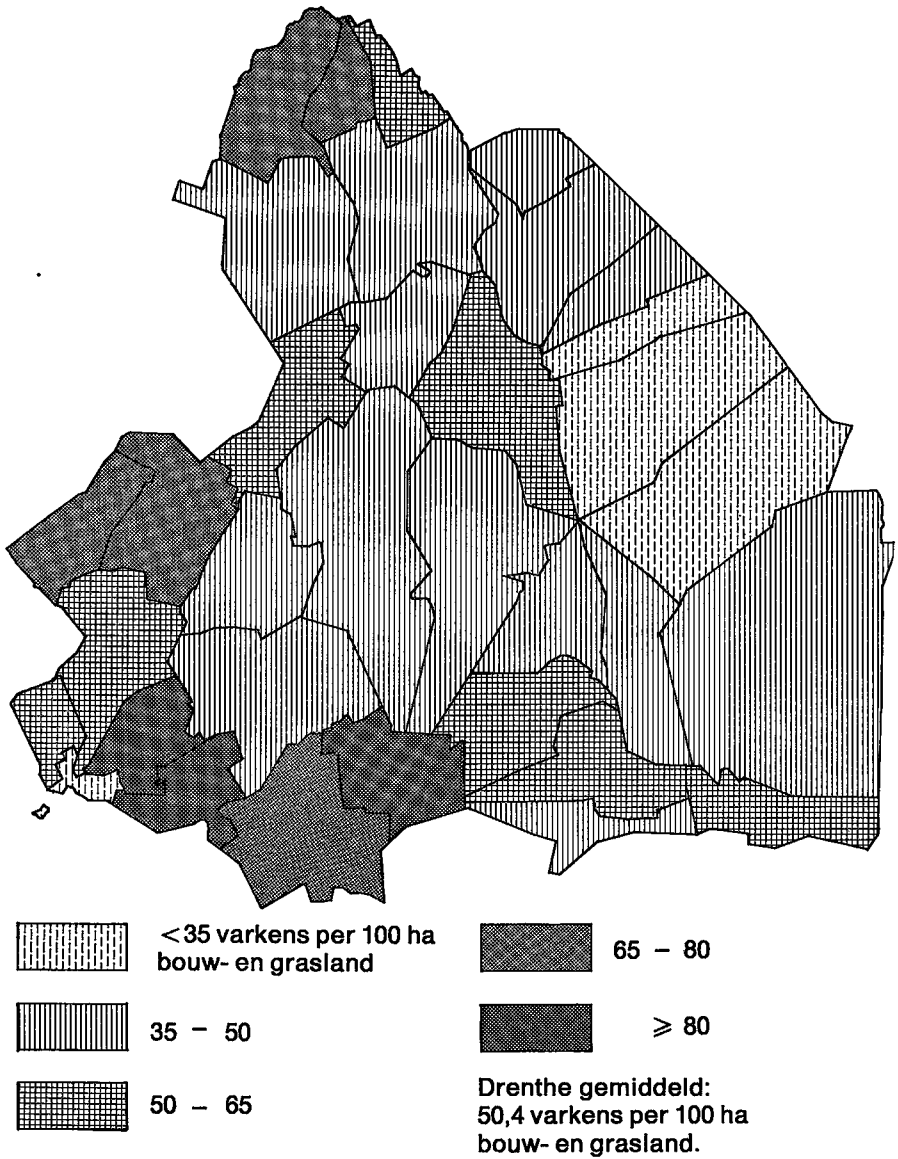 <35 varkens per 100 ha
bouw- en grasland
35 – 50
50 – 65
65 – 80
⩾ 80
Drenthe gemiddeld:
50,4 varkens per 100 ha
bouw- en grasland.